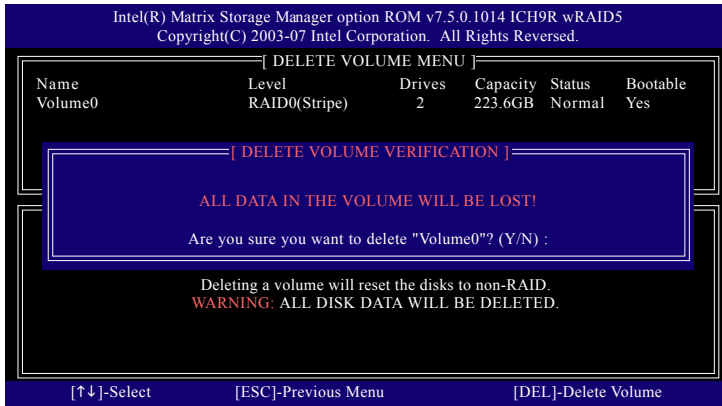 Intel(R) Matrix Storage Manager option ROM v7.5.0.1014 ICH9R wRAID5
Copyright(C) 2003-07 Intel Corporation. All Rights Reversed.
[ DELETE VOLUME MENU ]
Name Level Drives Capacity Status Bootable
Volume0 RAID0(Stripe) 2 223.6GB Normal Yes
[ DELETE VOLUME VERIFICATION ]
ALL DATA IN THE VOLUME WILL BE LOST!
Are you sure you want to delete "Volume0"? (Y/N) :
Deleting a volume will reset the disks to non-RAID.
WARNING: ALL DISK DATA WILL BE DELETED.
[↑↓]-Select [ESC]-Previous Menu [DEL]-Delete Volume